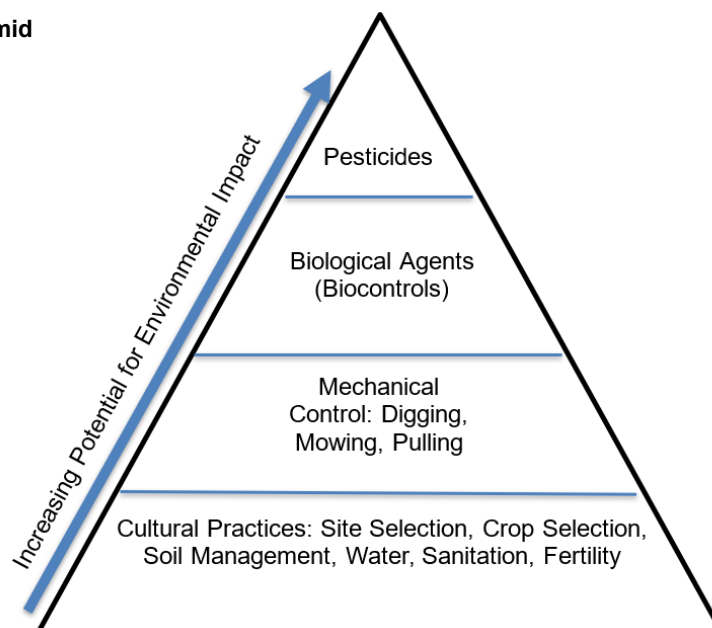 mid
Increasing Potential for Environmental Impact
Pesticides
Biological Agents
(Biocontrols)
Mechanical
Control: Digging,
Mowing, Pulling
Cultural Practices: Site Selection, Crop Selection,
Soil Management, Water, Sanitation, Fertility